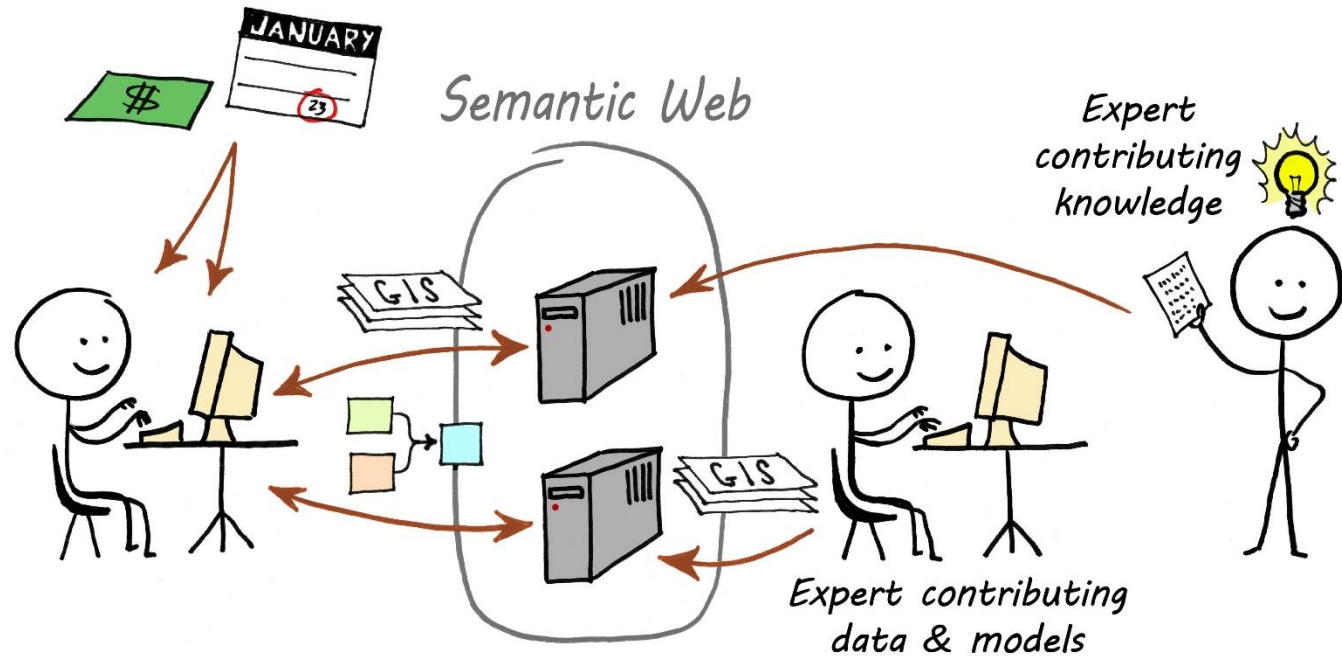 JANUARY
23
$
Semantic Web
Expert
contributing
knowledge
GIS
GIS
Expert contributing
data & models